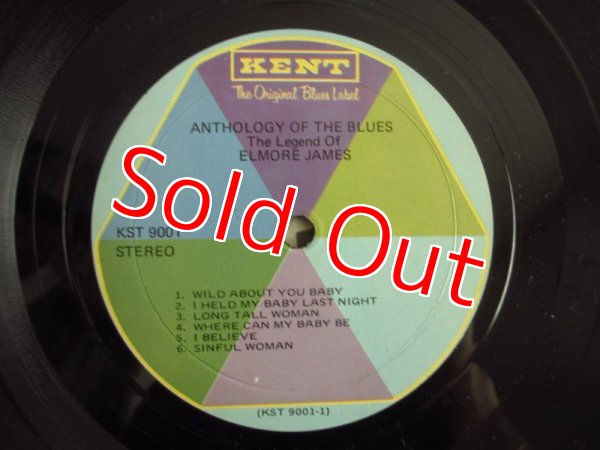 KENT
The Original Blues Label
ANTHOLOGY OF THE BLUES
The Legend Of
ELMORE JAMES
Sold Out
KST 9001
STEREO
1. WILD ABOUT YOU BABY
2. I HELD MY BABY LAST NIGHT
3. LONG TALL WOMAN
4. WHERE CAN MY BABY BE
5. I BELIEVE
6. SINFUL WOMAN
(KST 9001-1)